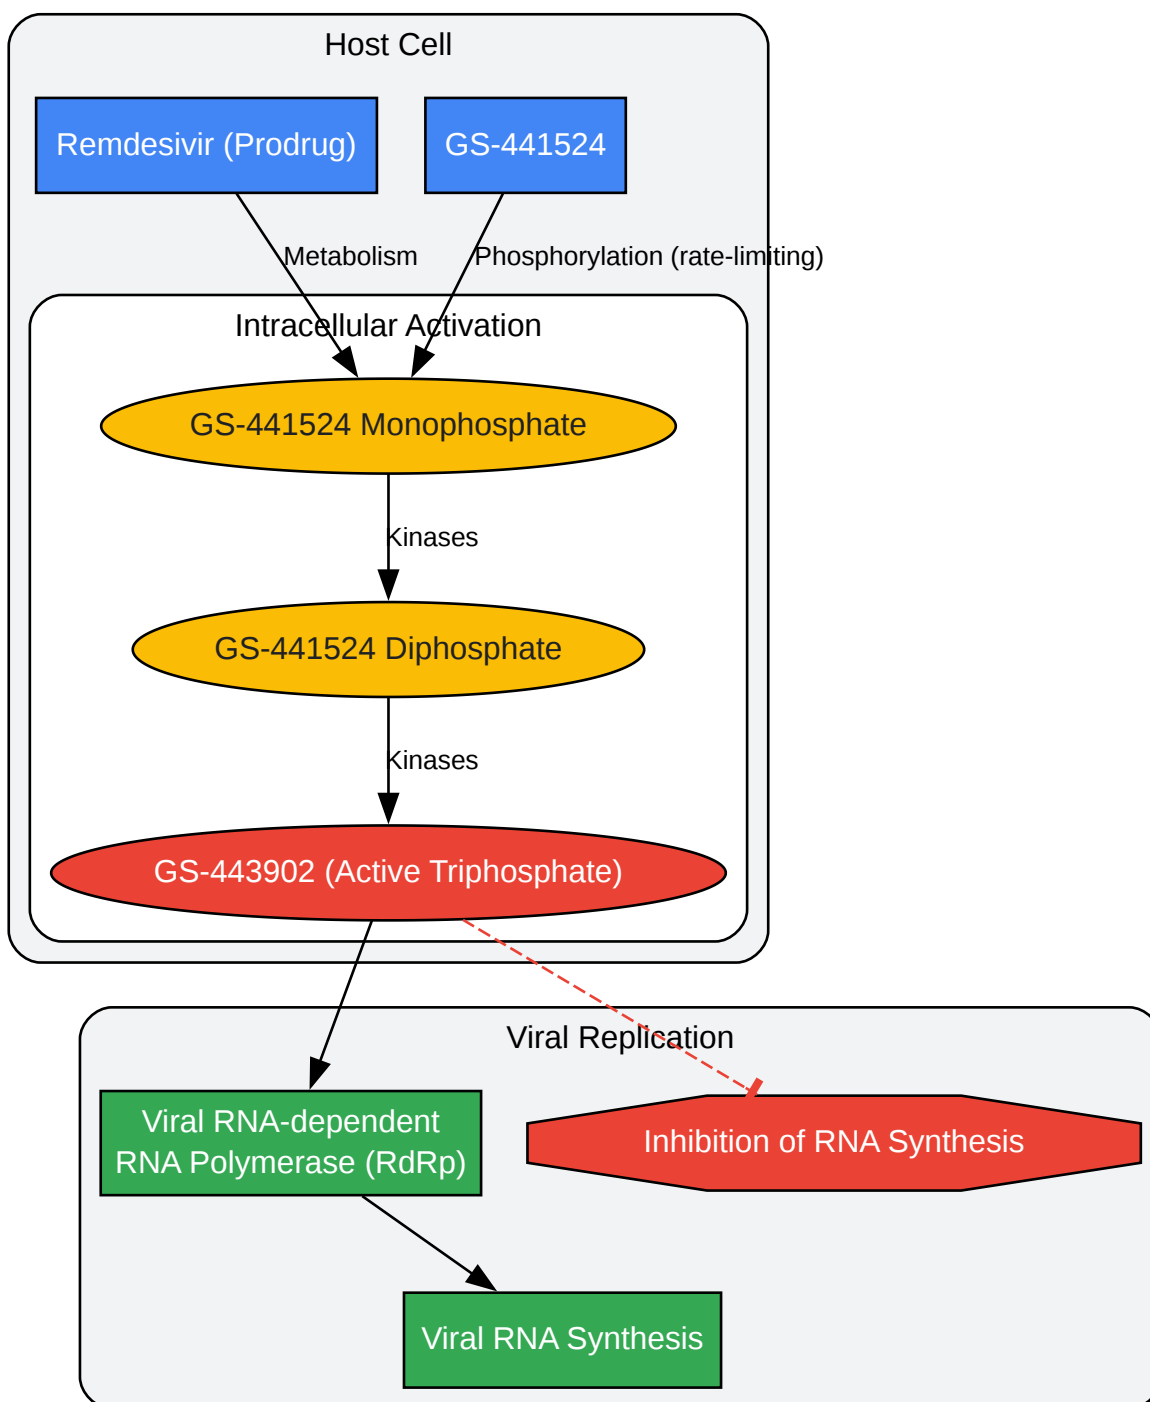 Host Cell
Remdesivir (Prodrug)
GS-441524
Metabolism
Phosphorylation (rate-limiting)
Intracellular Activation
GS-441524 Monophosphate
Kinases
GS-441524 Diphosphate
Kinases
GS-443902 (Active Triphosphate)
Viral Replication
Viral RNA-dependent
RNA Polymerase (RdRp)
Inhibition of RNA Synthesis
Viral RNA Synthesis